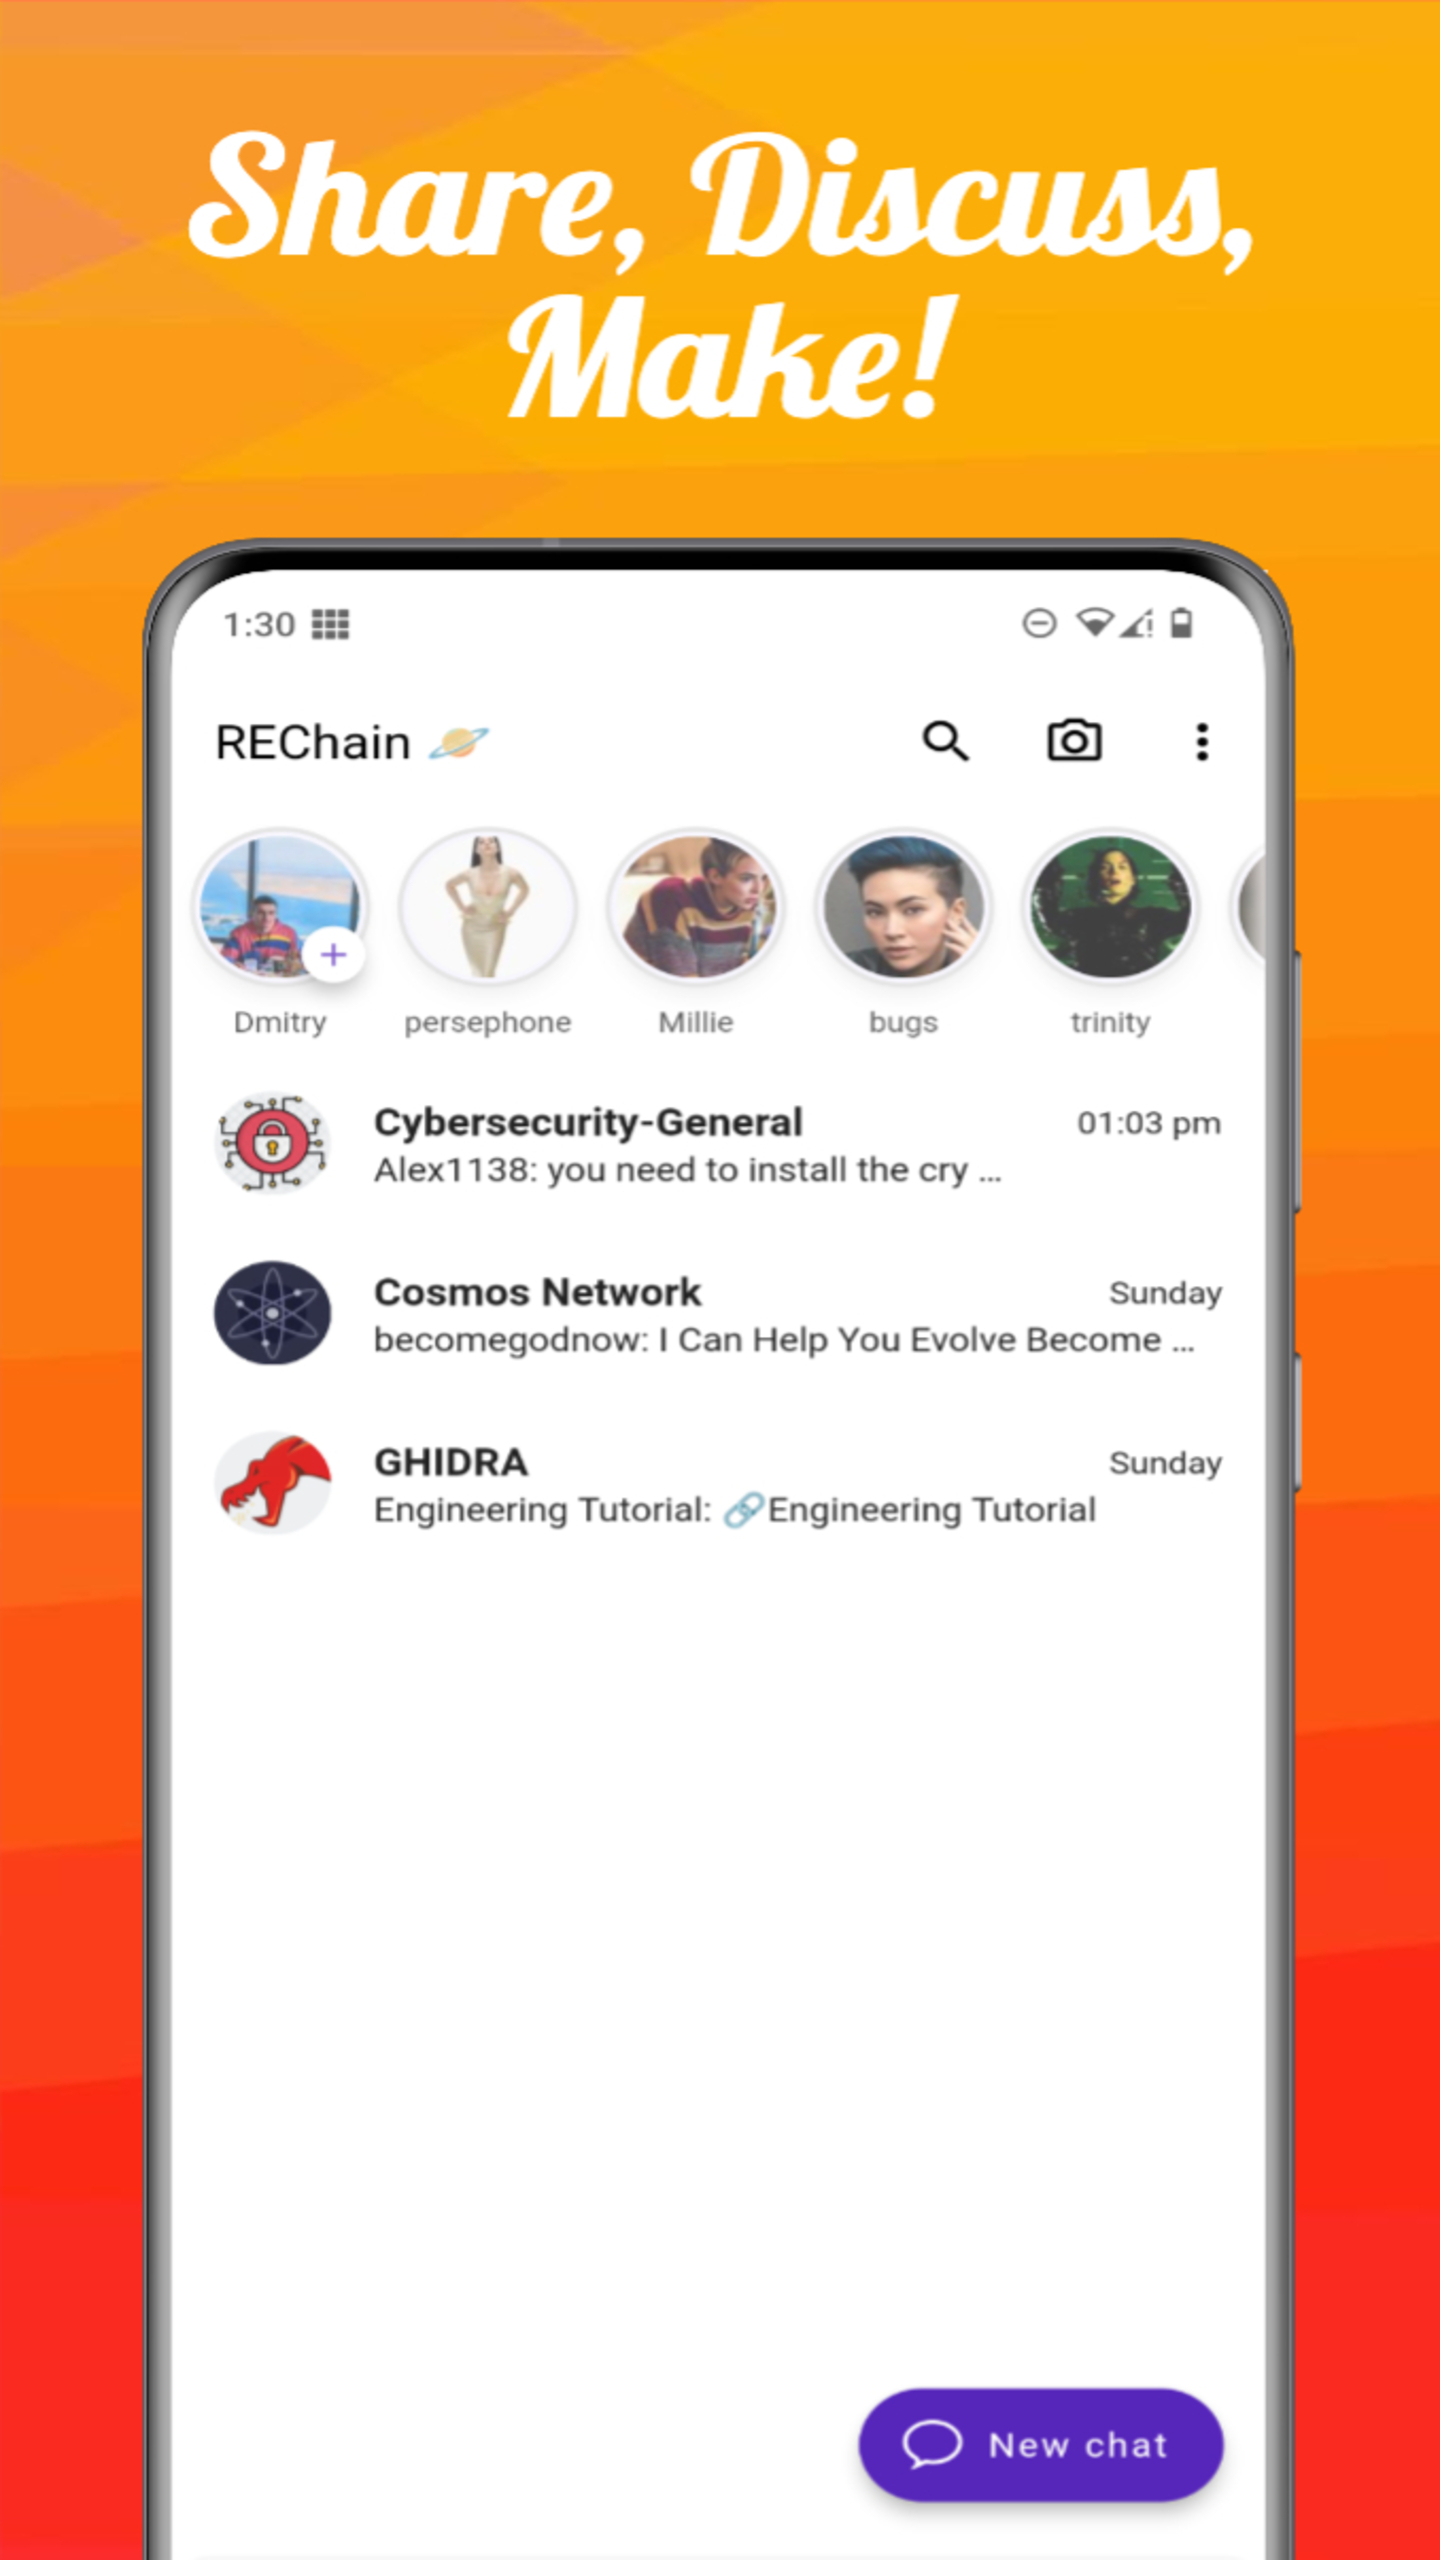 Share, Discuss,
Make!
1:30
REChain 🪐
Dmitry
persephone
Millie
bugs
trinity
Cybersecurity-General
01:03 pm
Alex1138: you need to install the cry ...
Cosmos Network
Sunday
becomegodnow: I Can Help You Evolve Become ...
GHIDRA
Sunday
Engineering Tutorial: 🔗Engineering Tutorial
New chat